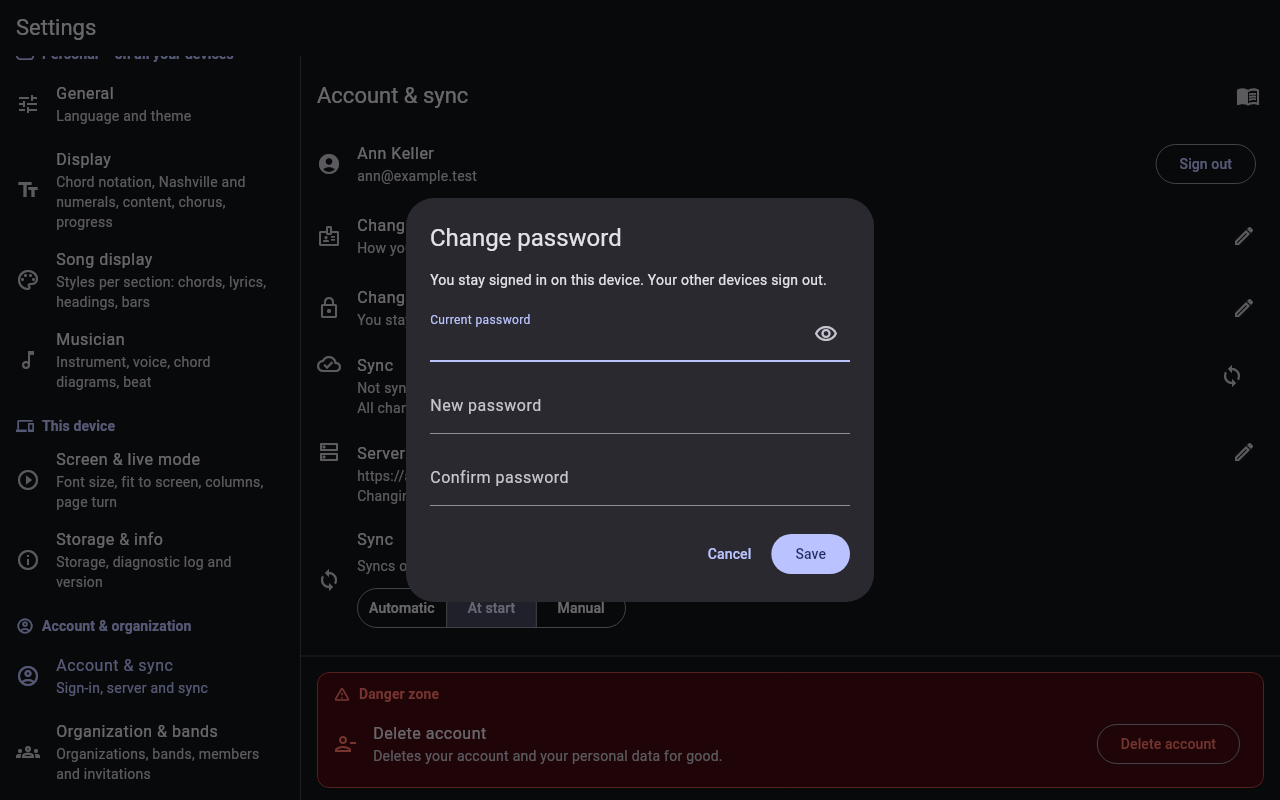 Settings
Personal – on all your devices
General
Language and theme
Display
Chord notation, Nashville and
numerals, content, chorus,
progress
Song display
Styles per section: chords, lyrics,
headings, bars
Musician
Instrument, voice, chord
diagrams, beat
This device
Screen & live mode
Font size, fit to screen, columns,
page turn
Storage & info
Storage, diagnostic log and
version
Account & organization
Account & sync
Sign-in, server and sync
Organization & bands
Organizations, bands, members
and invitations
Account & sync
Ann Keller
ann@example.test
Sign out
Chang
How yo
Chang
You sta
Sync
Not syn
All char
Server
https://
Changin
Sync
Syncs o
Automatic
At start
Manual
Change password
You stay signed in on this device. Your other devices sign out.
Current password
New password
Confirm password
Cancel
Save
Danger zone
Delete account
Deletes your account and your personal data for good.
Delete account